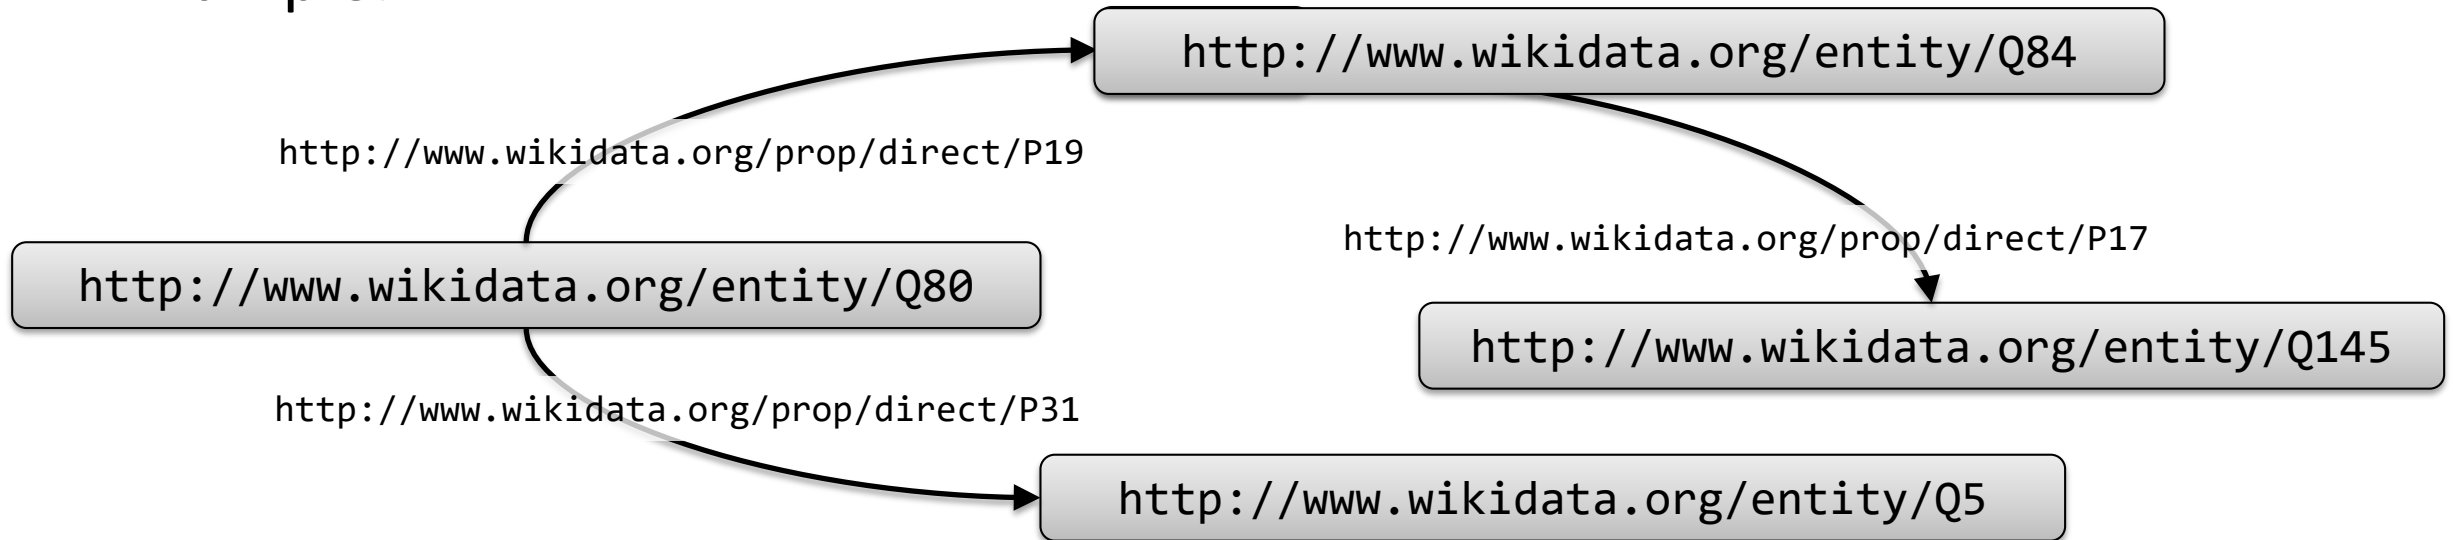 http://www.wikidata.org/entity/Q84
http://www.wikidata.org/prop/direct/P19
http://www.wikidata.org/prop/direct/P17
http://www.wikidata.org/entity/Q80
http://www.wikidata.org/entity/Q145
http://www.wikidata.org/prop/direct/P31
http://www.wikidata.org/entity/Q5